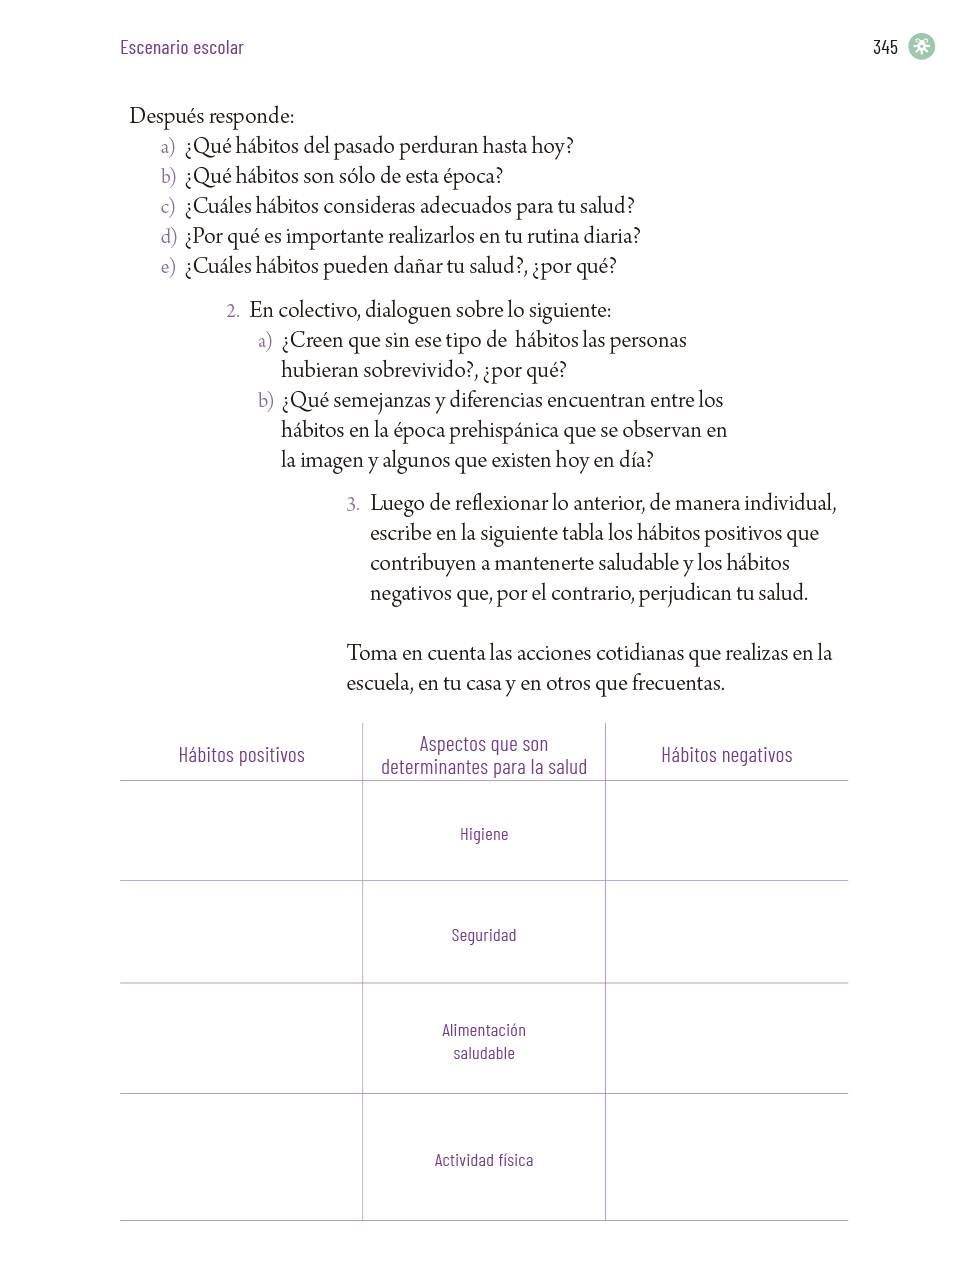 Escenario escolar
345
Después responde:
a) ¿Qué hábitos del pasado perduran hasta hoy?
b) ¿Qué hábitos son sólo de esta época?
c) ¿Cuáles hábitos consideras adecuados para tu salud?
d) ¿Por qué es importante realizarlos en tu rutina diaria?
e) ¿Cuáles hábitos pueden dañar tu salud?, ¿por qué?
2. En colectivo, dialoguen sobre lo siguiente:
a) ¿Creen que sin ese tipo de hábitos las personas
hubieran sobrevivido?, ¿por qué?
b) ¿Qué semejanzas y diferencias encuentran entre los
hábitos en la época prehispánica que se observan en
la imagen y algunos que existen hoy en día?
3. Luego de reflexionar lo anterior, de manera individual,
escribe en la siguiente tabla los hábitos positivos que
contribuyen a mantenerte saludable y los hábitos
negativos que, por el contrario, perjudican tu salud.
Toma en cuenta las acciones cotidianas que realizas en la
escuela, en tu casa y en otros que frecuentas.
Hábitos positivos
Aspectos que son
determinantes para la salud
Hábitos negativos
Higiene
Seguridad
Alimentación
saludable
Actividad física